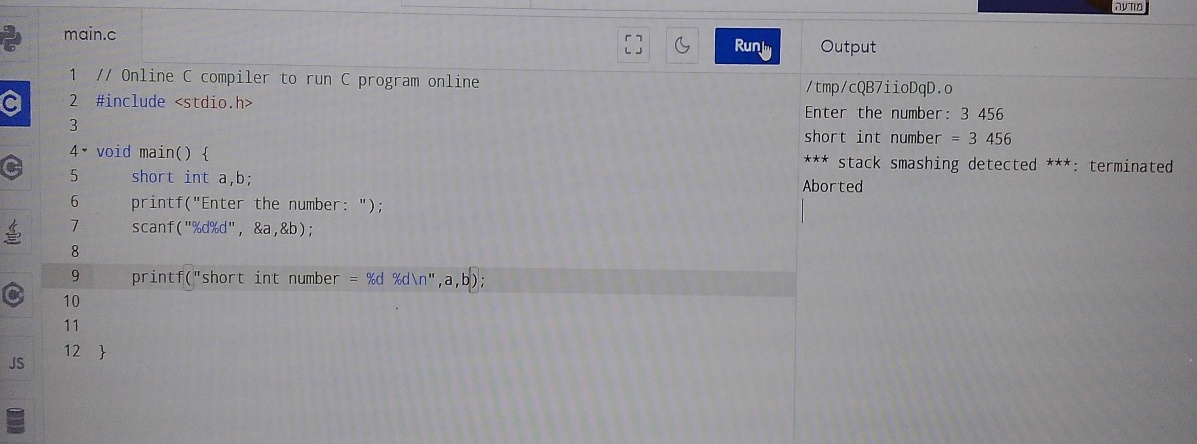 מודעה
main.c
Run
Output
1 // Online C compiler to run C program online
2 #include <stdio.h>
3
4 void main() {
5 short int a,b;
6 printf("Enter the number: ");
7 scanf("%d%d", &a,&b);
8
9 printf("short int number = %d %d\n",a,b);
10
11
12 }
/tmp/cQB7iioDqD.o
Enter the number: 3 456
short int number = 3 456
*** stack smashing detected ***: terminated
Aborted
C
JS